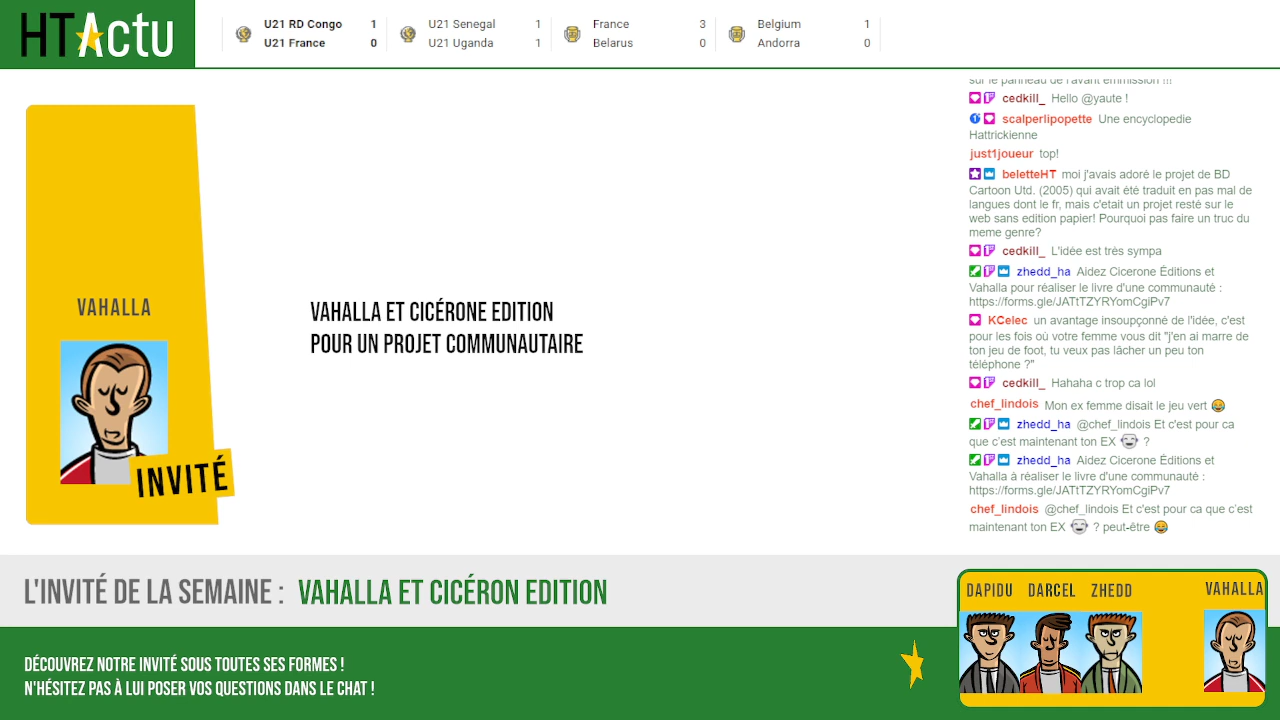 HTActu
U21 RD Congo 1
U21 France 0
U21 Senegal 1
U21 Uganda 1
France 3
Belarus 0
Belgium 1
Andorra 0
VAHALLA
INVITÉ
VAHALLA ET CICÉRONE EDITION
POUR UN PROJET COMMUNAUTAIRE
sur le panneau de l'avant emmission !!!
cedkill_ Hello @yaute !
scalperlipopette Une encyclopedie
Hattrickienne
just1joueur top!
beletteHT moi j'avais adoré le projet de BD
Cartoon Utd. (2005) qui avait été traduit en pas mal de
langues dont le fr, mais c'etait un projet resté sur le
web sans edition papier! Pourquoi pas faire un truc du
meme genre?
cedkill_ L'idée est très sympa
zhedd_ha Aidez Cicerone Éditions et
Vahalla pour réaliser le livre d'une communauté :
https://forms.gle/JATtTZYRYomCgiPv7
KCelec un avantage insoupçonné de l'idée, c'est
pour les fois où votre femme vous dit "j'en ai marre de
ton jeu de foot, tu veux pas lâcher un peu ton
téléphone ?"
cedkill_ Hahaha c trop ca lol
chef_lindois Mon ex femme disait le jeu vert
zhedd_ha @chef_lindois Et c'est pour ca
que c'est maintenant ton EX ?
zhedd_ha Aidez Cicerone Éditions et
Vahalla à réaliser le livre d'une communauté :
https://forms.gle/JATtTZYRYomCgiPv7
chef_lindois @chef_lindois Et c'est pour ca que c'est
maintenant ton EX ? peut-être
L'INVITÉ DE LA SEMAINE : VAHALLA ET CICÉRON EDITION
DÉCOUVREZ NOTRE INVITÉ SOUS TOUTES SES FORMES !
N'HÉSITEZ PAS À LUI POSER VOS QUESTIONS DANS LE CHAT !
DAPIDU DARCEL ZHEDD VAHALLA